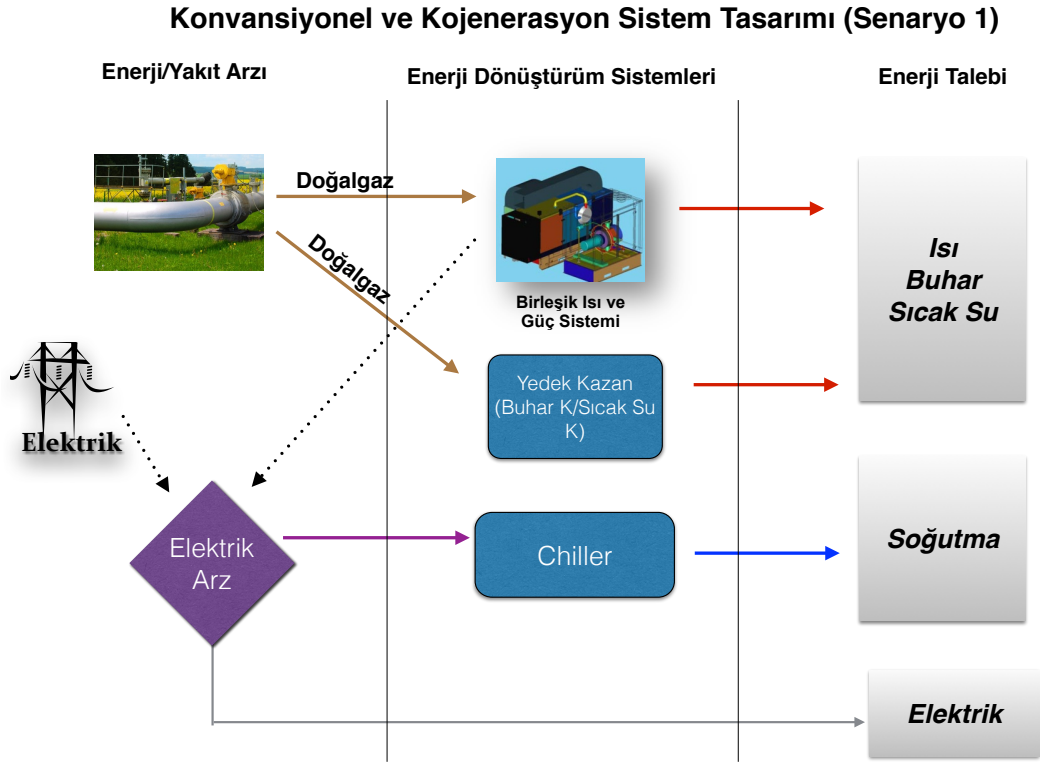 Konvansiyonel ve Kojenerasyon Sistem Tasarımı (Senaryo 1)
Enerji/Yakıt Arzı
Enerji Dönüştürüm Sistemleri
Enerji Talebi
Doğalgaz
Doğalgaz
Birleşik Isı ve
Güç Sistemi
Isı
Buhar
Sıcak Su
Yedek Kazan
(Buhar K/Sıcak Su
K)
Elektrik
Elektrik
Arz
Chiller
Soğutma
Elektrik